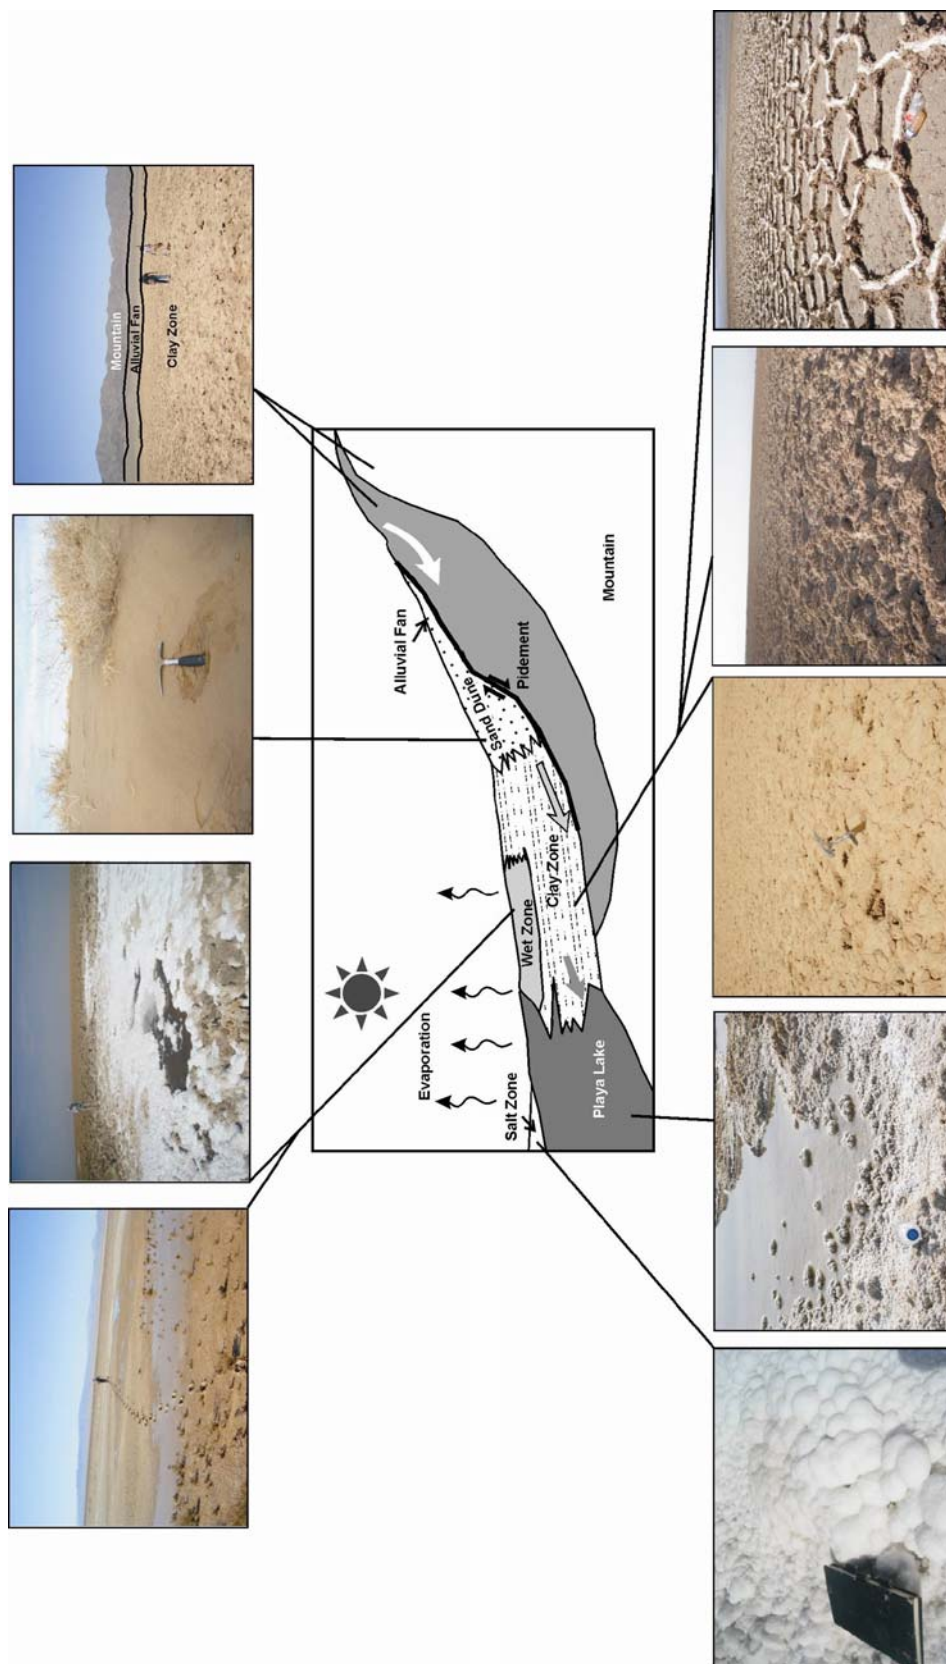 Mountain
Alluvial Fan
Clay Zone
Evaporation
Salt Zone
Playa Lake
Wet Zone
Clay Zone
Sand Dune
Alluvial Fan
Pidement
Mountain